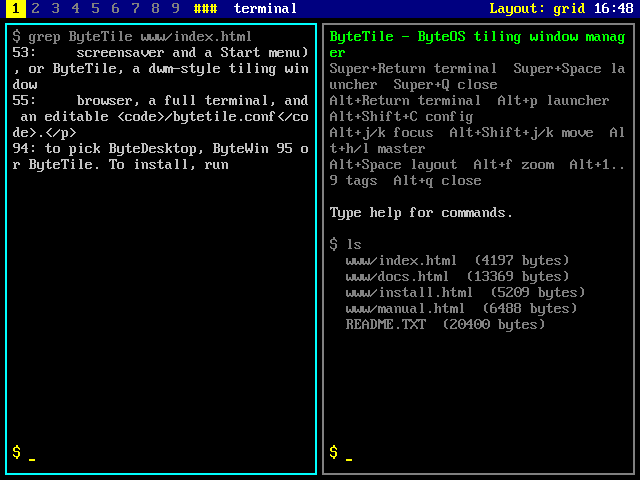 1 2 3 4 5 6 7 8 9 ### terminal Layout: grid 16:48
$ grep ByteTile www/index.html
53:     screensaver and a Start menu)
, or ByteTile, a dwm-style tiling win
dow
55:     browser, a full terminal, and
 an editable <code>/bytetile.conf</co
de>.</p>
94: to pick ByteDesktop, ByteWin 95 o
r ByteTile. To install, run
$ _
ByteTile - ByteOS tiling window manag
er
Super+Return terminal  Super+Space la
uncher  Super+Q close
Alt+Return terminal  Alt+p launcher
Alt+Shift+C config
Alt+j/k focus  Alt+Shift+j/k move  Al
t+h/l master
Alt+Space layout  Alt+f zoom  Alt+1..
9 tags  Alt+q close
Type help for commands.
$ ls
  www/index.html  (4197 bytes)
  www/docs.html  (13369 bytes)
  www/install.html  (5209 bytes)
  www/manual.html  (6488 bytes)
  README.TXT  (20400 bytes)
$ _